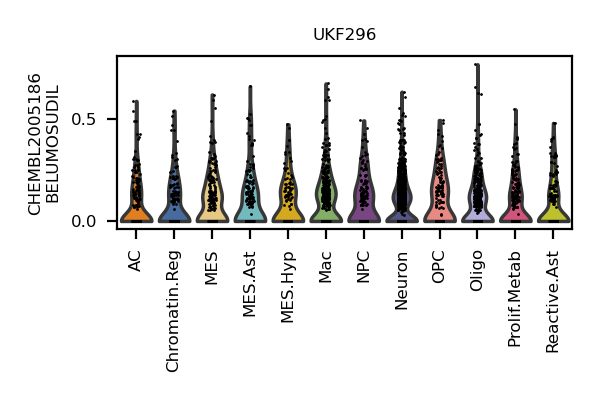 UKF296
CHEMBL2005186
BELUMOSUDIL
0.5
0.0
AC
Chromatin.Reg
MES
MES.Ast
MES.Hyp
Mac
NPC
Neuron
OPC
Oligo
Prolif.Metab
Reactive.Ast